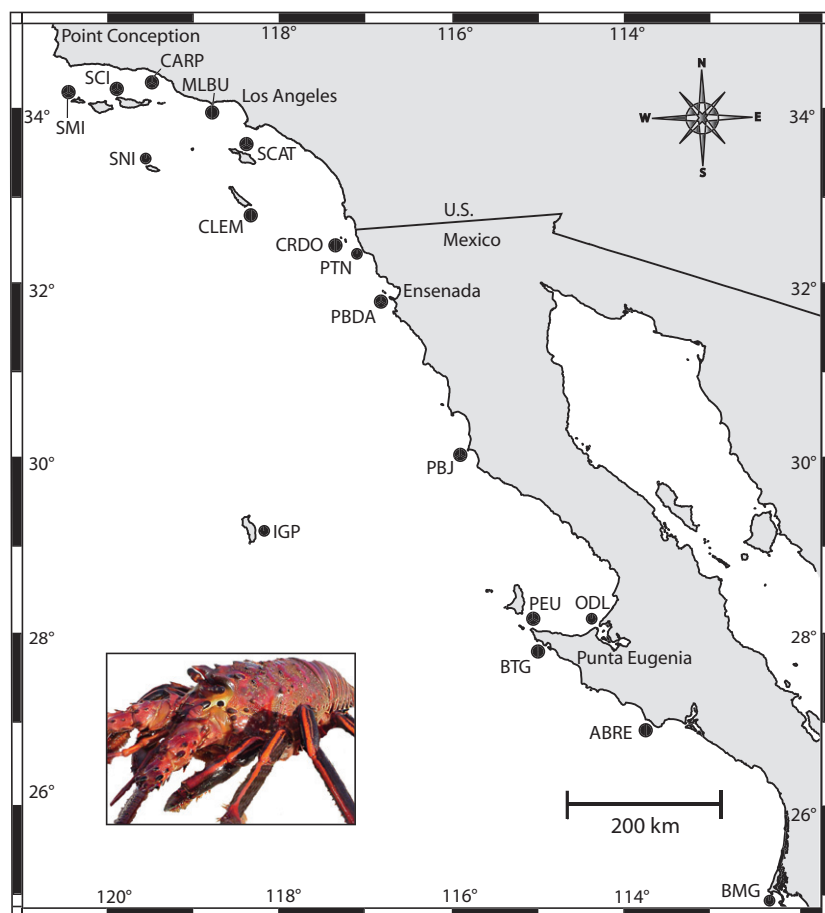 118° 116° 114°
Point Conception
CARP
SCI
MLBU
Los Angeles
34°
34°
SMI
SCAT
SNI
CLEM
N
W
E
S
U.S.
Mexico
CRDO
PTN
32°
32°
Ensenada
PBDA
30°
30°
PBJ
IGP
PEU
ODL
28°
28°
Punta Eugenia
BTG
ABRE
26°
26°
200 km
BMG
120° 118° 116° 114°